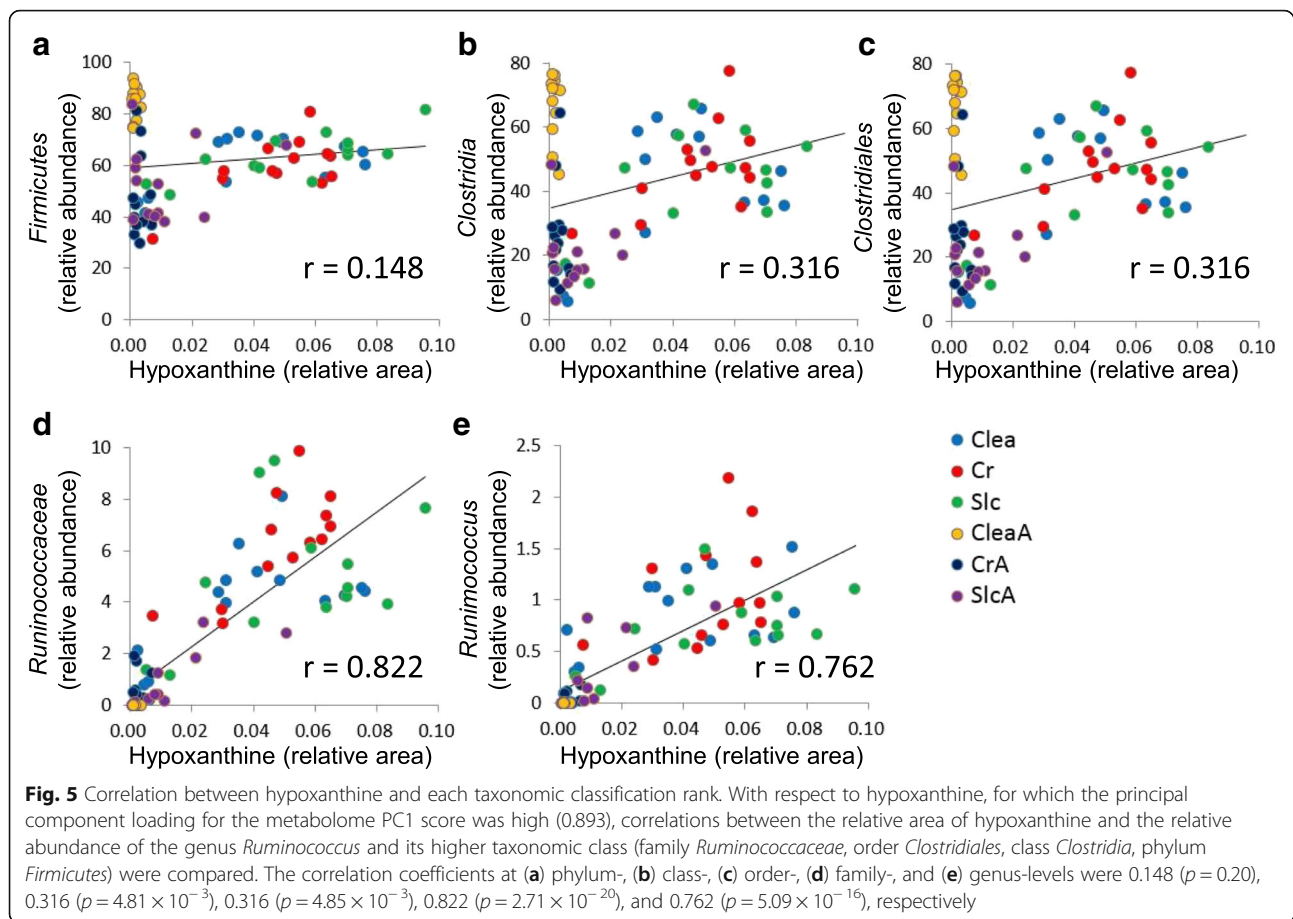 a
Firmicutes
(relative abundance)
100
80
60
40
20
0
r = 0.148
0.00 0.02 0.04 0.06 0.08 0.10
Hypoxanthine (relative area)
b
Clostridia
(relative abundance)
80
60
40
20
0
r = 0.316
0.00 0.02 0.04 0.06 0.08 0.10
Hypoxanthine (relative area)
c
Clostridiales
(relative abundance)
80
60
40
20
0
r = 0.316
0.00 0.02 0.04 0.06 0.08 0.10
Hypoxanthine (relative area)
d
Runinococcaceae
(relative abundance)
10
8
6
4
2
0
r = 0.822
0.00 0.02 0.04 0.06 0.08 0.10
Hypoxanthine (relative area)
e
Runimococcus
(relative abundance)
2.5
2
1.5
1
0.5
0
r = 0.762
0.00 0.02 0.04 0.06 0.08 0.10
Hypoxanthine (relative area)
Clea
Cr
Slc
CleaA
CrA
SlcA
Fig. 5 Correlation between hypoxanthine and each taxonomic classification rank. With respect to hypoxanthine, for which the principal
component loading for the metabolome PC1 score was high (0.893), correlations between the relative area of hypoxanthine and the relative
abundance of the genus Ruminococcus and its higher taxonomic class (family Ruminococcaceae, order Clostridiales, class Clostridia, phylum
Firmicutes) were compared. The correlation coefficients at (a) phylum-, (b) class-, (c) order-, (d) family-, and (e) genus-levels were 0.148 (p = 0.20),
0.316 (p = 4.81 × 10⁻³), 0.316 (p = 4.85 × 10⁻³), 0.822 (p = 2.71 × 10⁻²⁰), and 0.762 (p = 5.09 × 10⁻¹⁶), respectively